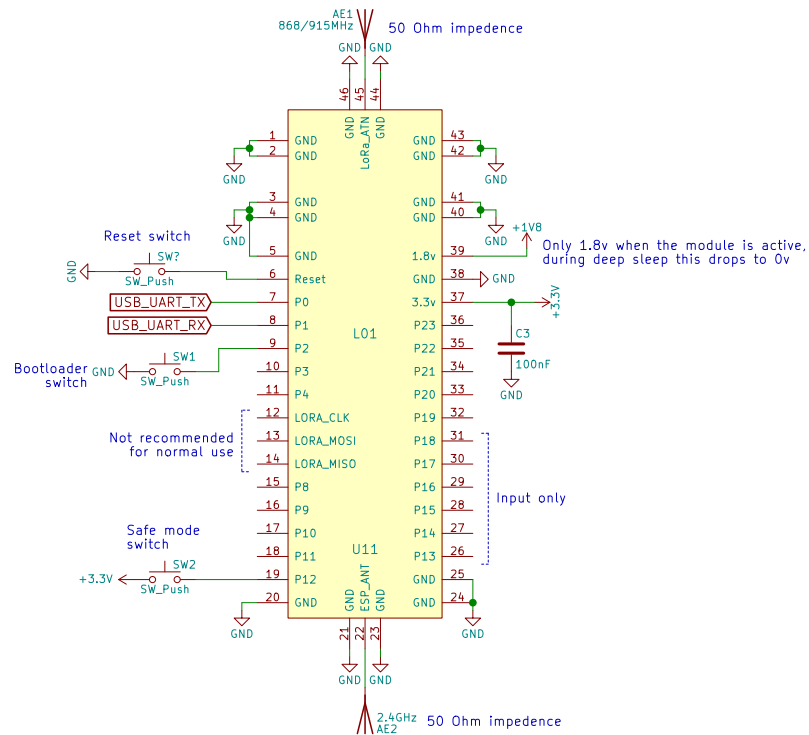 AE1
868/915MHz
50 Ohm impedence
GND
GND
46
45
44
GND
LoRa_ATN
GND
1
GND
2
GND
GND
GND
43
GND
42
GND
3
GND
4
GND
GND
5
GND
GND
41
GND
40
GND
Reset switch
GND
SW?
SW_Push
6
Reset
1.8v
39
+1V8
Only 1.8v when the module is active,
during deep sleep this drops to 0v
GND
38
GND
USB_UART_TX
7
P0
3.3v
37
+3.3V
USB_UART_RX
8
P1
L01
P23
36
C3
100nF
GND
Bootloader
switch
GND
SW1
SW_Push
9
P2
P22
35
10
P3
P21
34
11
P4
P20
33
12
LORA_CLK
P19
32
Not recommended
for normal use
13
LORA_MOSI
P18
31
14
LORA_MISO
P17
30
15
P8
P16
29
Input only
16
P9
P15
28
17
P10
P14
27
18
P11
P13
26
Safe mode
switch
+3.3V
SW2
SW_Push
19
P12
U11
GND
25
20
GND
GND
GND
24
GND
GND
ESP_ANT
GND
21
22
23
GND
GND
2.4GHz
AE2
50 Ohm impedence